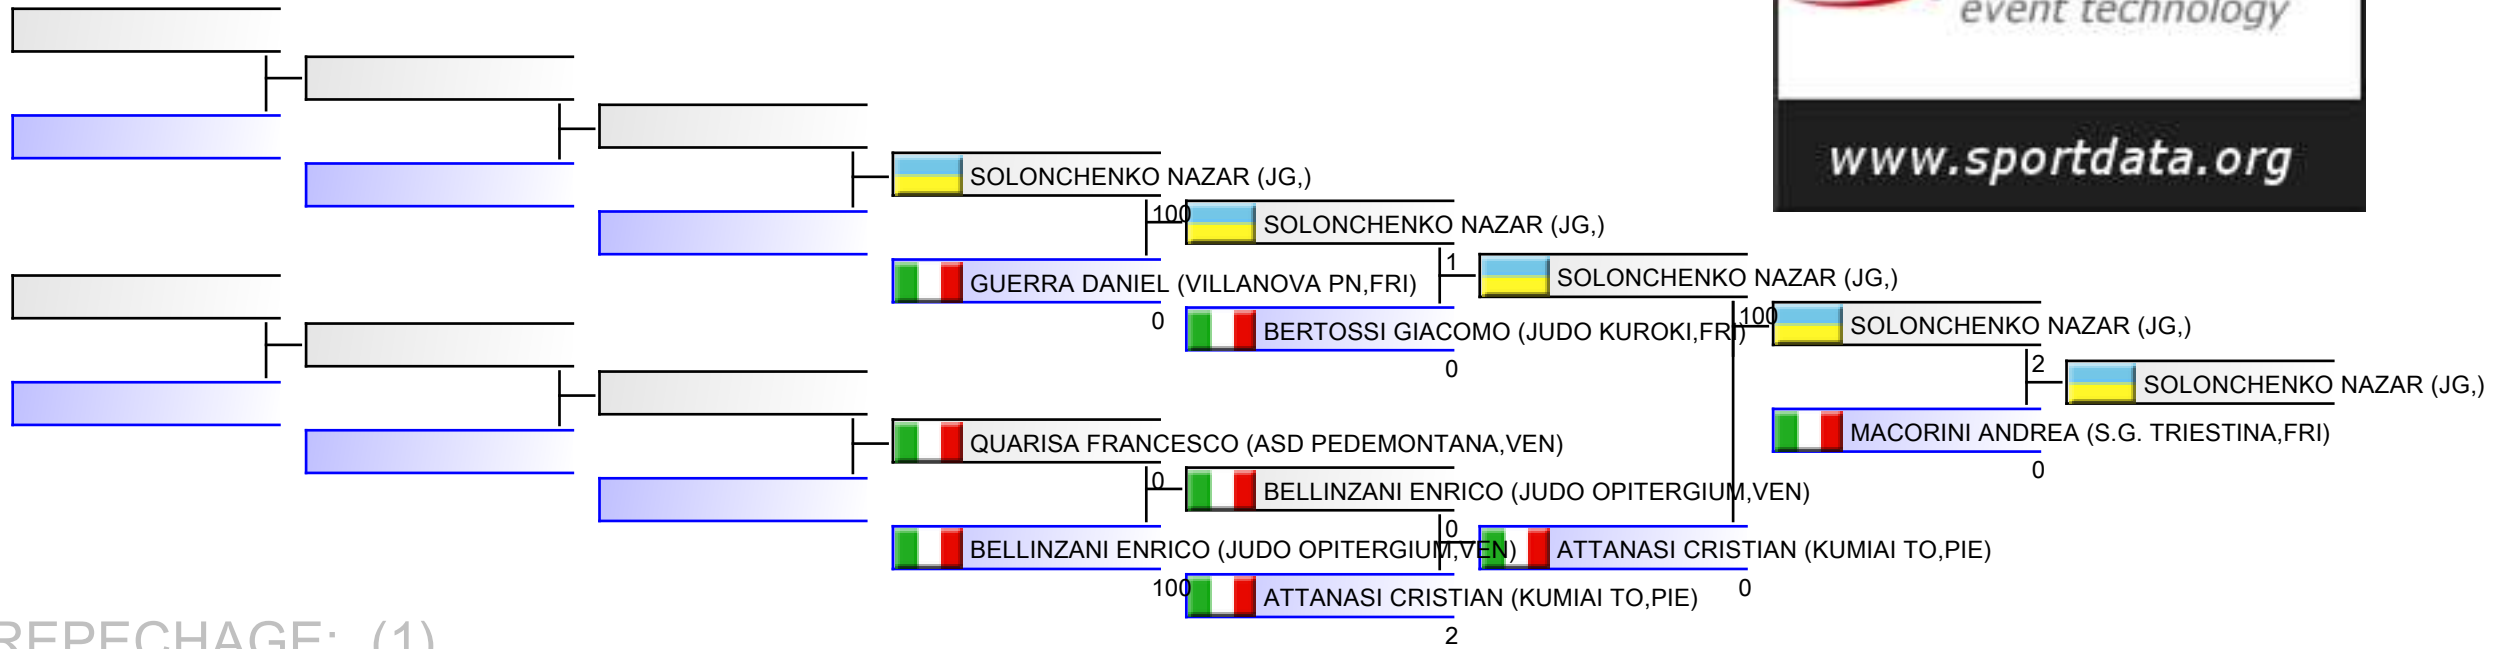 event technology
www.sportdata.org
SOLONCHENKO NAZAR (JG,)
100
SOLONCHENKO NAZAR (JG,)
GUERRA DANIEL (VILLANOVA PN,FRI)
0
1
SOLONCHENKO NAZAR (JG,)
BERTOSSI GIACOMO (JUDO KUROKI,FRI)
0
100
SOLONCHENKO NAZAR (JG,)
2
SOLONCHENKO NAZAR (JG,)
MACORINI ANDREA (S.G. TRIESTINA,FRI)
0
QUARISA FRANCESCO (ASD PEDEMONTANA,VEN)
0
BELLINZANI ENRICO (JUDO OPITERGIUM,VEN)
BELLINZANI ENRICO (JUDO OPITERGIUM,VEN)
100
0
ATTANASI CRISTIAN (KUMIAI TO,PIE)
0
ATTANASI CRISTIAN (KUMIAI TO,PIE)
2
REPECHAGE: (1)